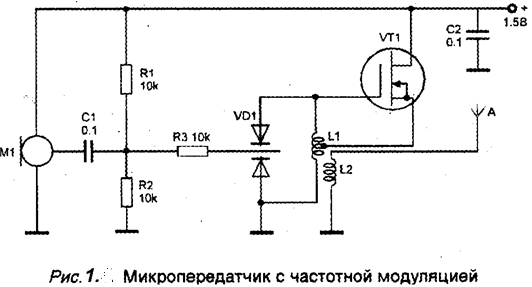 +
1.5В
VT1
C2
0.1
R1
10k
C1
0.1
VD1
A
M1
R3 10k
L1
L2
R2
10k
Рис.1. Микропередатчик с частотной модуляцией